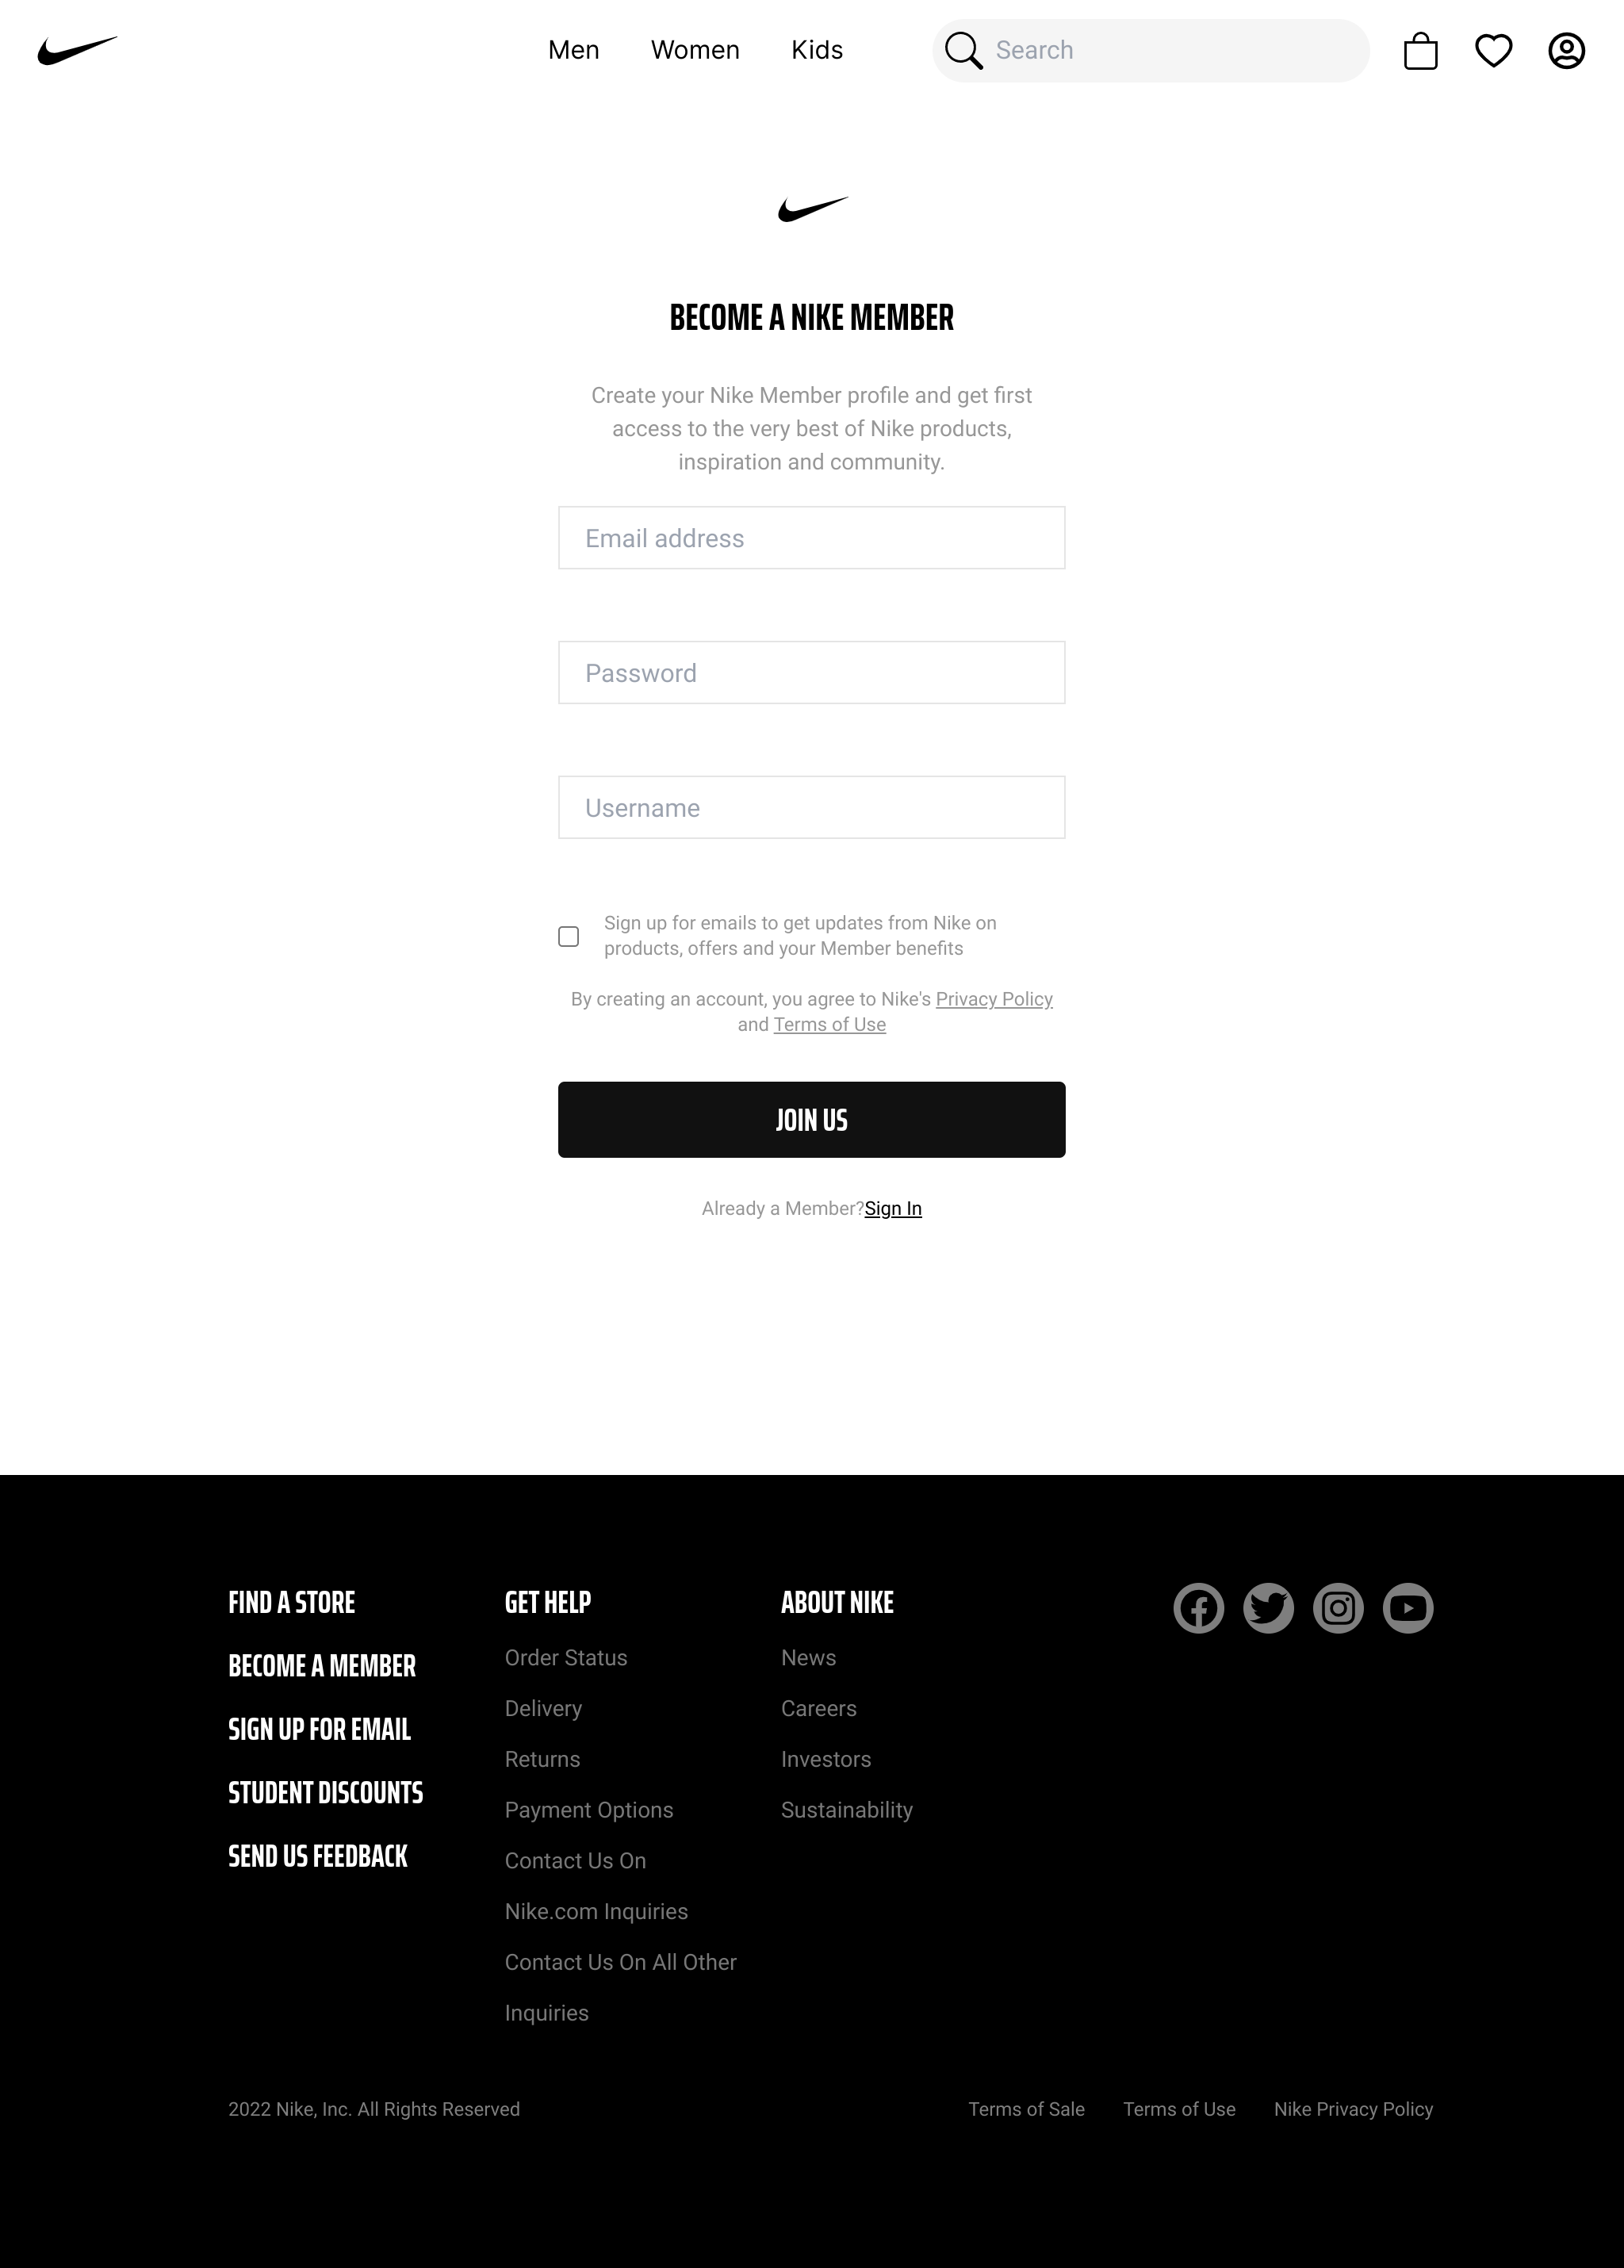 Men
Women
Kids
Search
BECOME A NIKE MEMBER
Create your Nike Member profile and get first
access to the very best of Nike products,
inspiration and community.
Email address
Password
Username
Sign up for emails to get updates from Nike on
products, offers and your Member benefits
By creating an account, you agree to Nike's Privacy Policy
and Terms of Use
JOIN US
Already a Member?Sign In
FIND A STORE
BECOME A MEMBER
SIGN UP FOR EMAIL
STUDENT DISCOUNTS
SEND US FEEDBACK
GET HELP
Order Status
Delivery
Returns
Payment Options
Contact Us On
Nike.com Inquiries
Contact Us On All Other
Inquiries
ABOUT NIKE
News
Careers
Investors
Sustainability
2022 Nike, Inc. All Rights Reserved
Terms of Sale
Terms of Use
Nike Privacy Policy